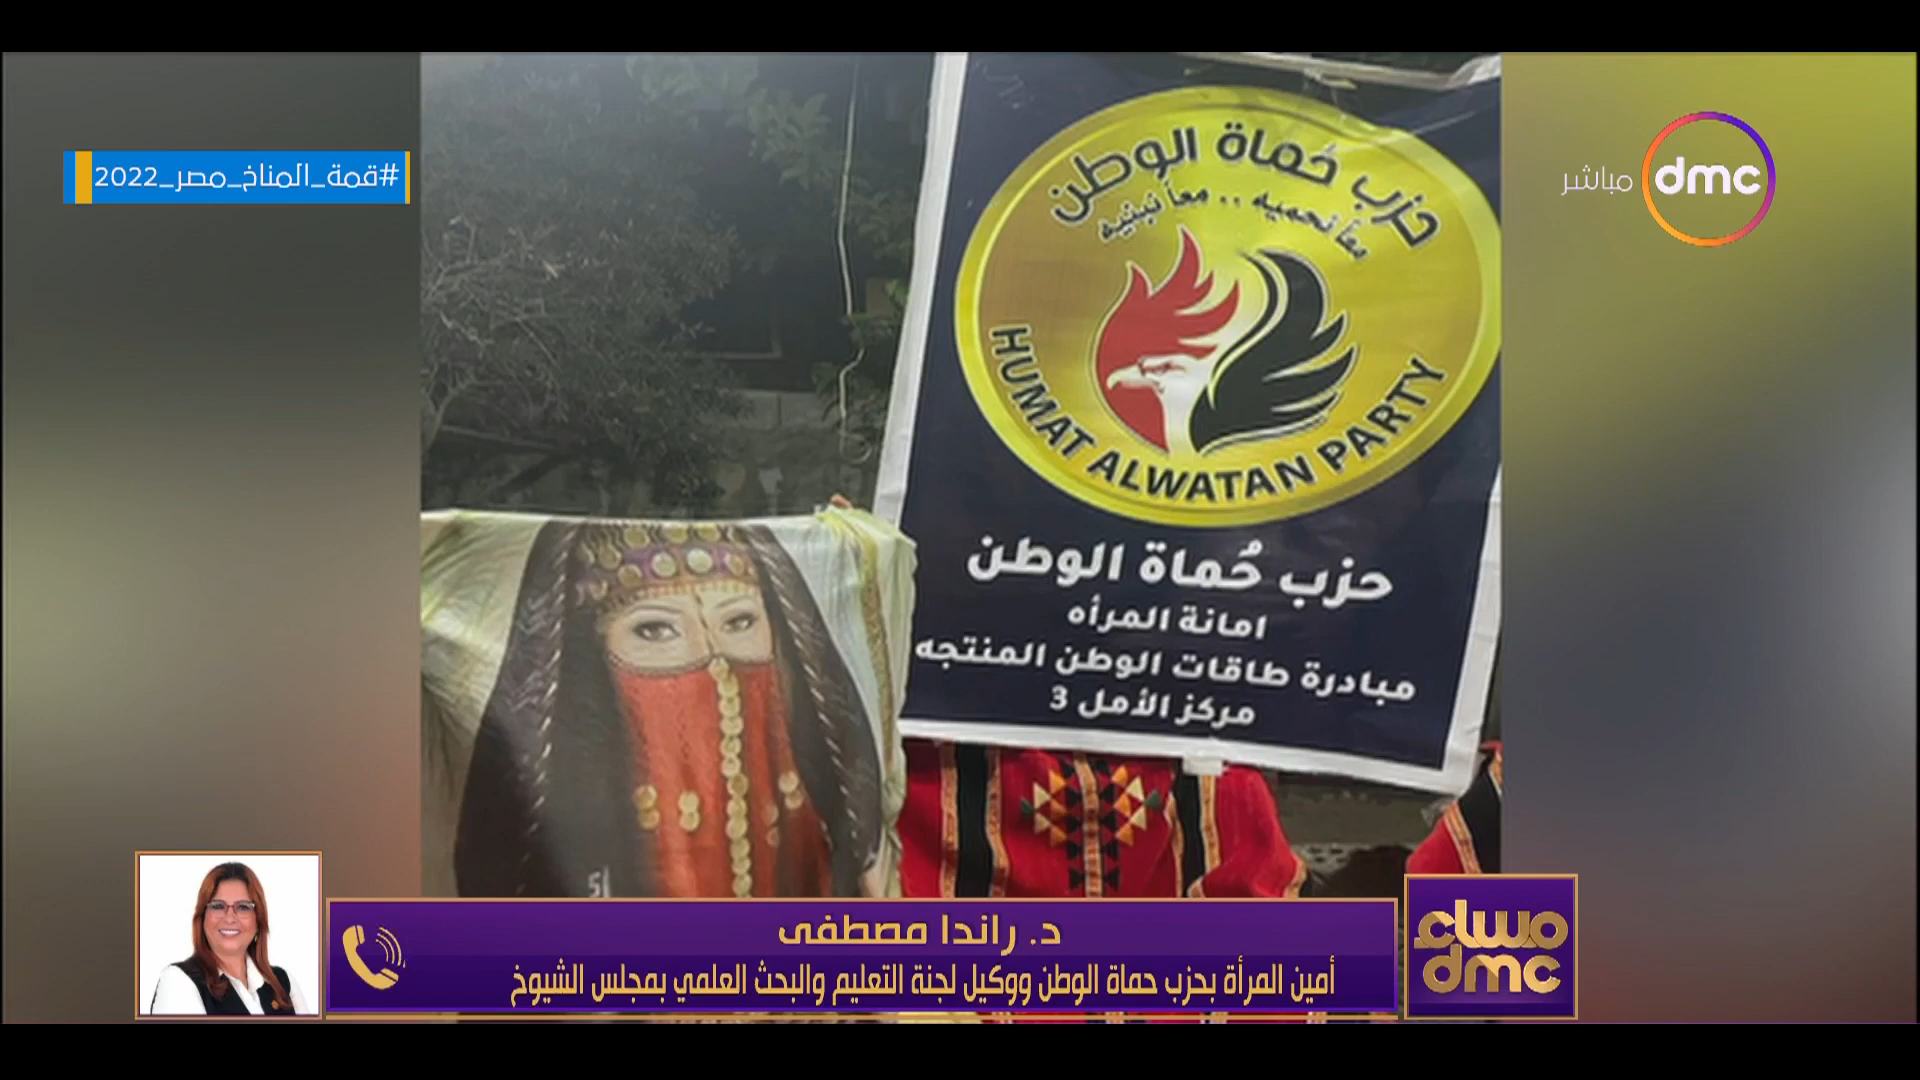 #قمة_المناخ_مصر_2022
مباشر
dmc
حزب حُماة الوطن
معاً نحميه .. معاً نبنيه
HUMAT ALWATAN PARTY
حزب حُماة الوطن
امانة المرأه
مبادرة طاقات الوطن المنتجه
مركز الأمل 3
د. راندا مصطفى
أمين المرأة بحزب حماة الوطن ووكيل لجنة التعليم والبحث العلمي بمجلس الشيوخ
مساء
dmc